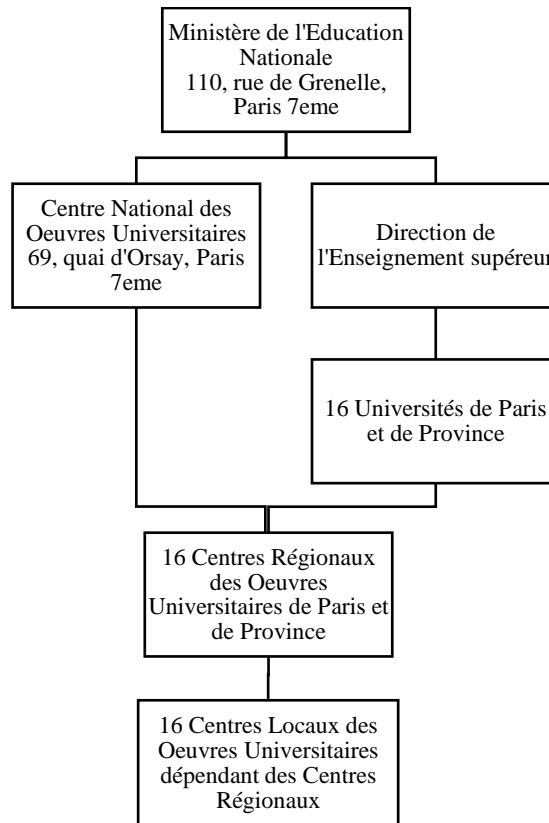 Ministère de l'Education
Nationale
110, rue de Grenelle,
Paris 7eme
Centre National des
Oeuvres Universitaires
69, quai d'Orsay, Paris
7eme
Direction de
l'Enseignement supéreur
16 Universités de Paris
et de Province
16 Centres Régionaux
des Oeuvres
Universitaires de Paris et
de Province
16 Centres Locaux des
Oeuvres Universitaires
dépendant des Centres
Régionaux